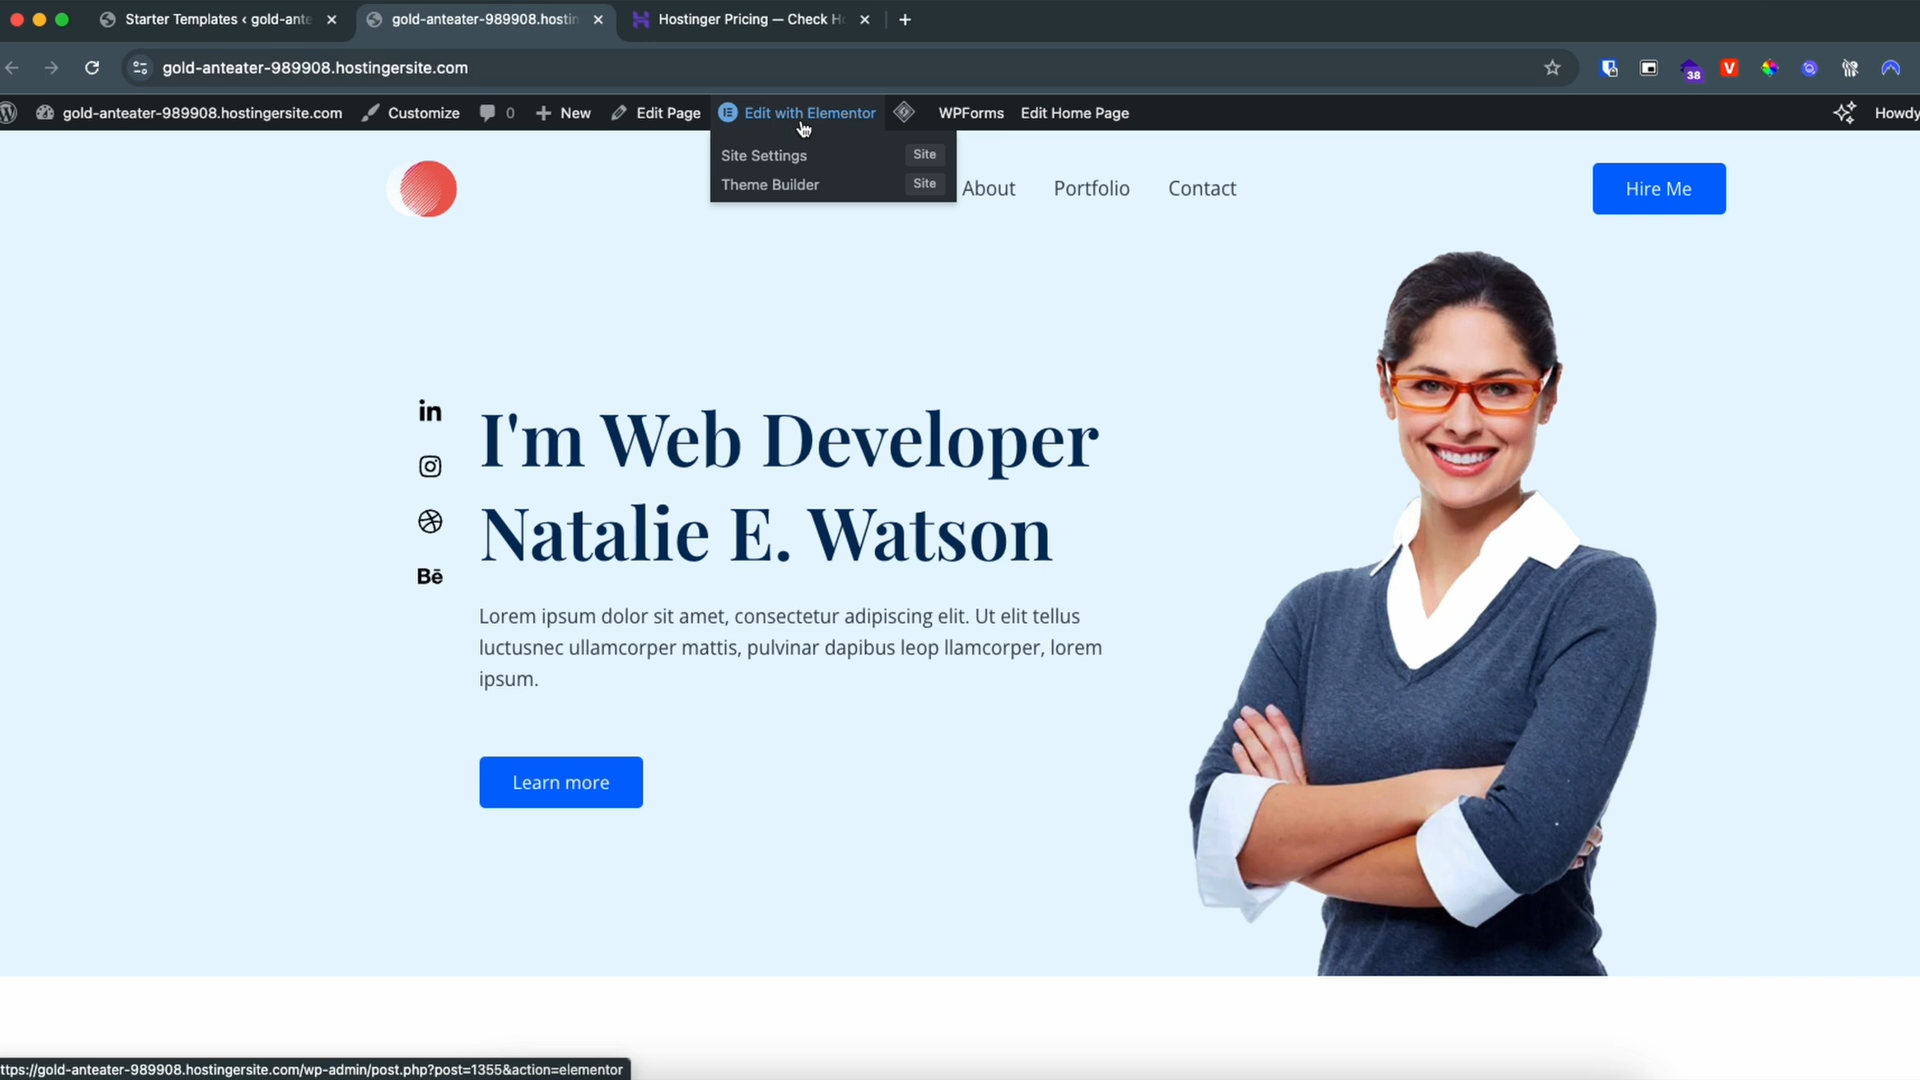 Starter Templates ‹ gold-ante
gold-anteater-989908.hostin
Hostinger Pricing — Check H
gold-anteater-989908.hostingersite.com
38
V
gold-anteater-989908.hostingersite.com
Customize
0
New
Edit Page
Edit with Elementor
WPForms
Edit Home Page
Howdy
Site Settings Site
Theme Builder Site
About
Portfolio
Contact
Hire Me
in
I'm Web Developer
Natalie E. Watson
Bē
Lorem ipsum dolor sit amet, consectetur adipiscing elit. Ut elit tellus
luctusnec ullamcorper mattis, pulvinar dapibus leop llamcorper, lorem
ipsum.
Learn more
ttps://gold-anteater-989908.hostingersite.com/wp-admin/post.php?post=1355&action=elementor